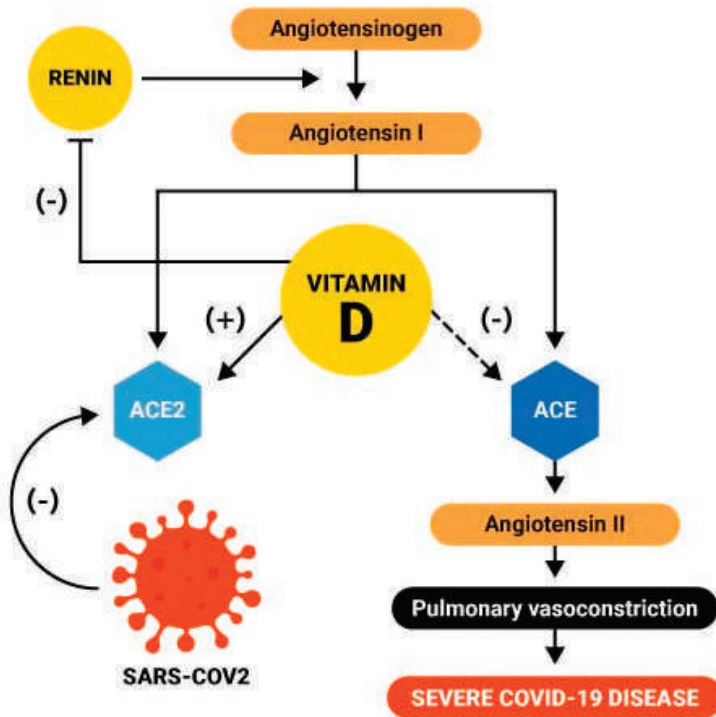 Angiotensinogen
RENIN
Angiotensin I
(-)
VITAMIN
D
(+)
(-)
ACE2
ACE
(-)
Angiotensin II
Pulmonary vasoconstriction
SARS-COV2
SEVERE COVID-19 DISEASE